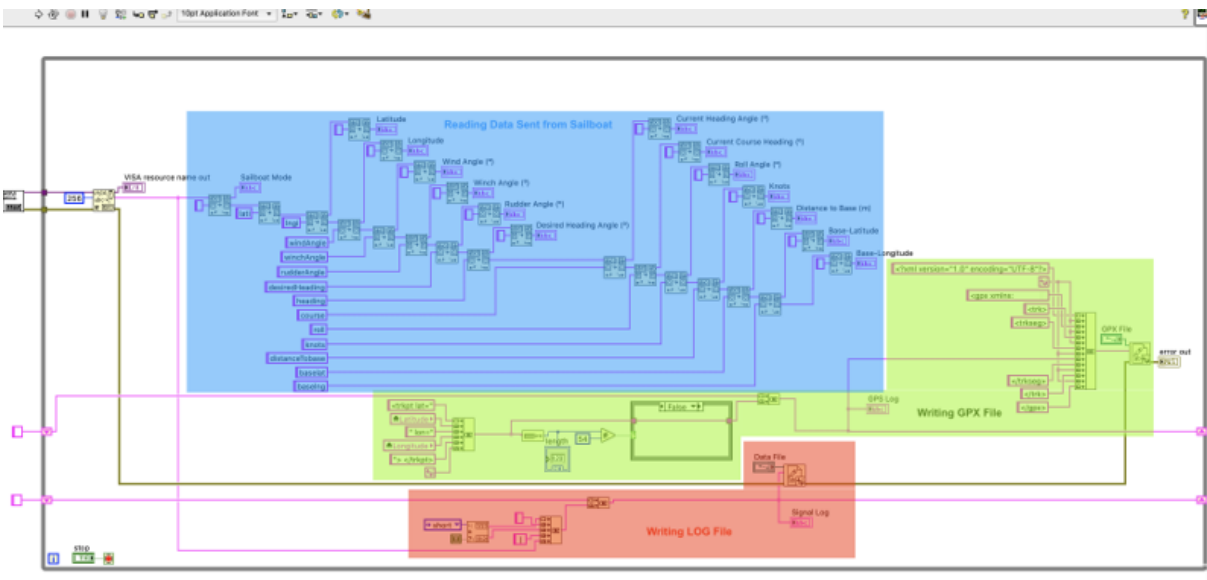 10pt Application Font
Reading Data Sent from Sailboat
Latitude
Longitude
Wind Angle (°)
Winch Angle (°)
Rudder Angle (°)
Desired Heading Angle (°)
Current Heading Angle (°)
Current Course Heading (°)
Roll Angle (°)
Knots
Distance to Base (m)
Base-Latitude
Base-Longitude
VISA resource name out
Sailboat Mode
256
lat
lng
windAngle
winchAngle
rudderAngle
desiredHeading
heading
course
roll
knots
distanceTobase
baselat
baselng
<?xml version="1.0" encoding="UTF-8"?>
<gpx xmlns:
<trk>
<trkseg>
GPX File
error out
</trkseg>
</trk>
</gpx>
GPS Log
Writing GPX File
<trkpt lat="
Latitude
" lon="
Longitude
"> </trkpt>
length
54
False
Data File
Signal Log
short
Writing LOG File
STOP
i